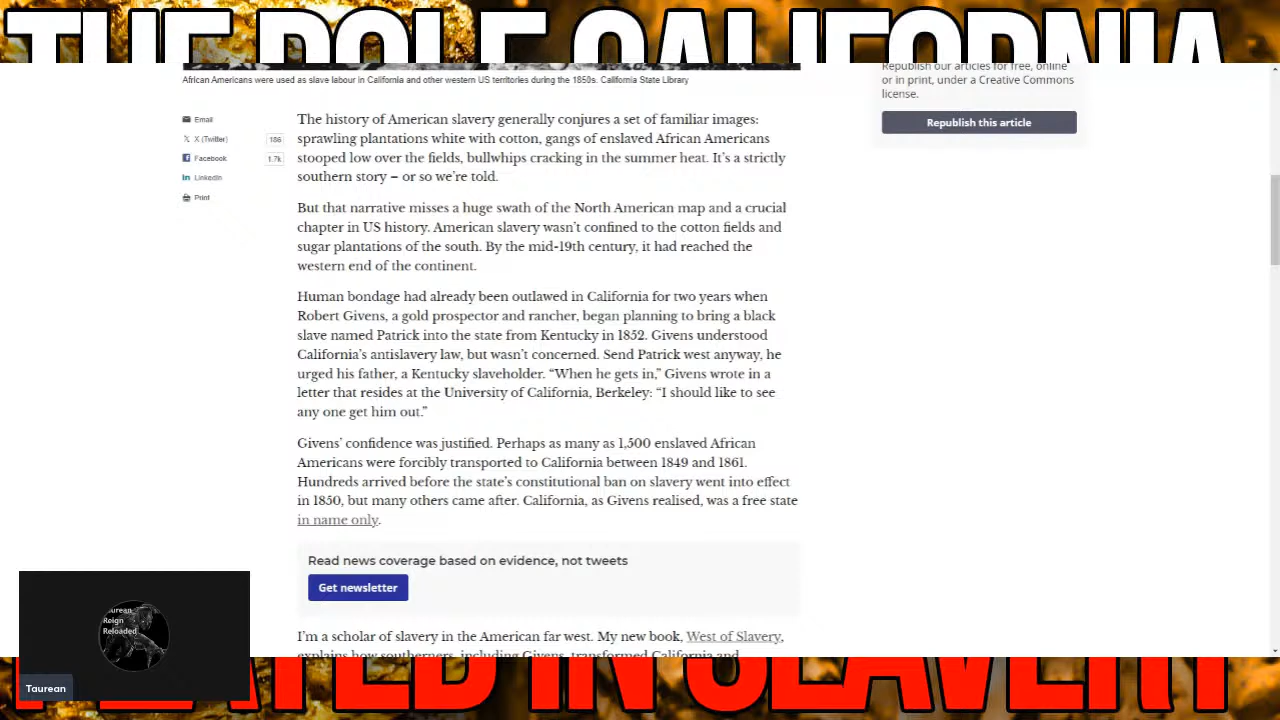 THE ROLE CALIFORNIA
African Americans were used as slave labour in California and other western US territories during the 1850s. California State Library
Republish our articles for free, online
or in print, under a Creative Commons
license.
Republish this article
Email
X (Twitter) 186
Facebook 1.7k
LinkedIn
Print
The history of American slavery generally conjures a set of familiar images:
sprawling plantations white with cotton, gangs of enslaved African Americans
stooped low over the fields, bullwhips cracking in the summer heat. It's a strictly
southern story – or so we're told.
But that narrative misses a huge swath of the North American map and a crucial
chapter in US history. American slavery wasn't confined to the cotton fields and
sugar plantations of the south. By the mid-19th century, it had reached the
western end of the continent.
Human bondage had already been outlawed in California for two years when
Robert Givens, a gold prospector and rancher, began planning to bring a black
slave named Patrick into the state from Kentucky in 1852. Givens understood
California's antislavery law, but wasn't concerned. Send Patrick west anyway, he
urged his father, a Kentucky slaveholder. “When he gets in,” Givens wrote in a
letter that resides at the University of California, Berkeley: “I should like to see
any one get him out.”
Givens' confidence was justified. Perhaps as many as 1,500 enslaved African
Americans were forcibly transported to California between 1849 and 1861.
Hundreds arrived before the state's constitutional ban on slavery went into effect
in 1850, but many others came after. California, as Givens realised, was a free state
in name only.
Read news coverage based on evidence, not tweets
Get newsletter
I'm a scholar of slavery in the American far west. My new book, West of Slavery,
explains how southerners, including Givens, transformed California and
Taurean
Reign
Reloaded
Taurean
PLAYED IN SLAVERY